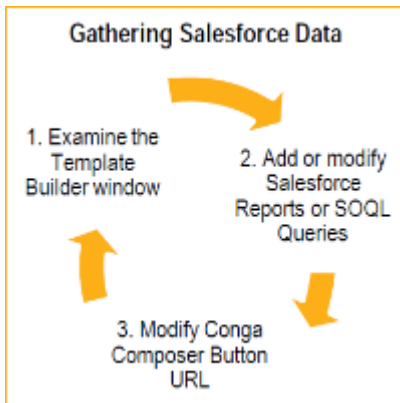 Gathering Salesforce Data
1. Examine the
Template
Builder window
2. Add or modify
Salesforce
Reports or SOQL
Queries
3. Modify Conga
Composer Button
URL